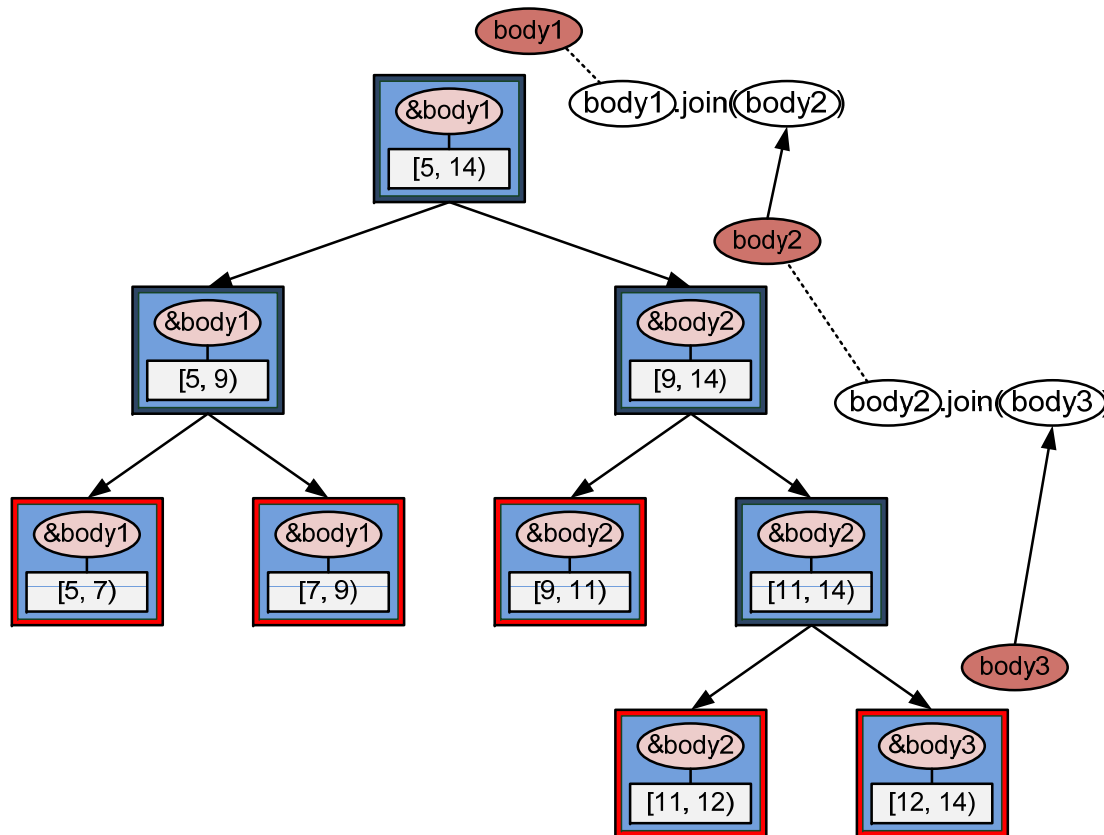 body1
body1.join(body2)
&body1
[5, 14)
body2
&body1
[5, 9)
&body2
[9, 14)
body2.join(body3)
&body1
[5, 7)
&body1
[7, 9)
&body2
[9, 11)
&body2
[11, 14)
body3
&body2
[11, 12)
&body3
[12, 14)